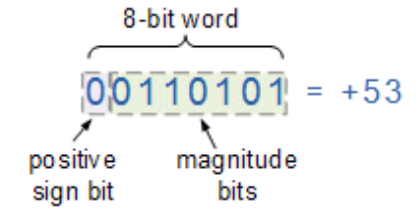 8-bit word
00110101 = +53
positive sign bit
magnitude bits